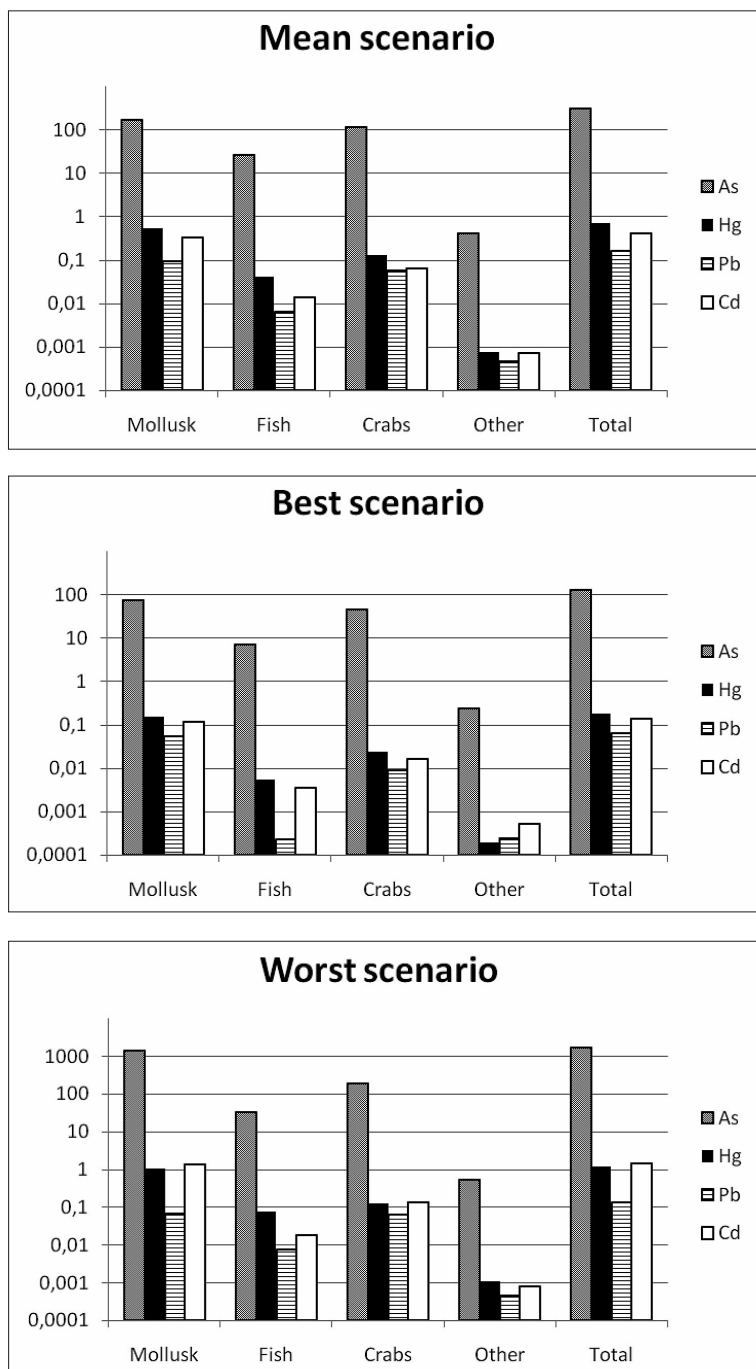 Mean scenario
100
10
1
0,1
0,01
0,001
0,0001
Mollusk Fish Crabs Other Total
As
Hg
Pb
Cd
Best scenario
100
10
1
0,1
0,01
0,001
0,0001
Mollusk Fish Crabs Other Total
As
Hg
Pb
Cd
Worst scenario
1000
100
10
1
0,1
0,01
0,001
0,0001
Mollusk Fish Crabs Other Total
As
Hg
Pb
Cd